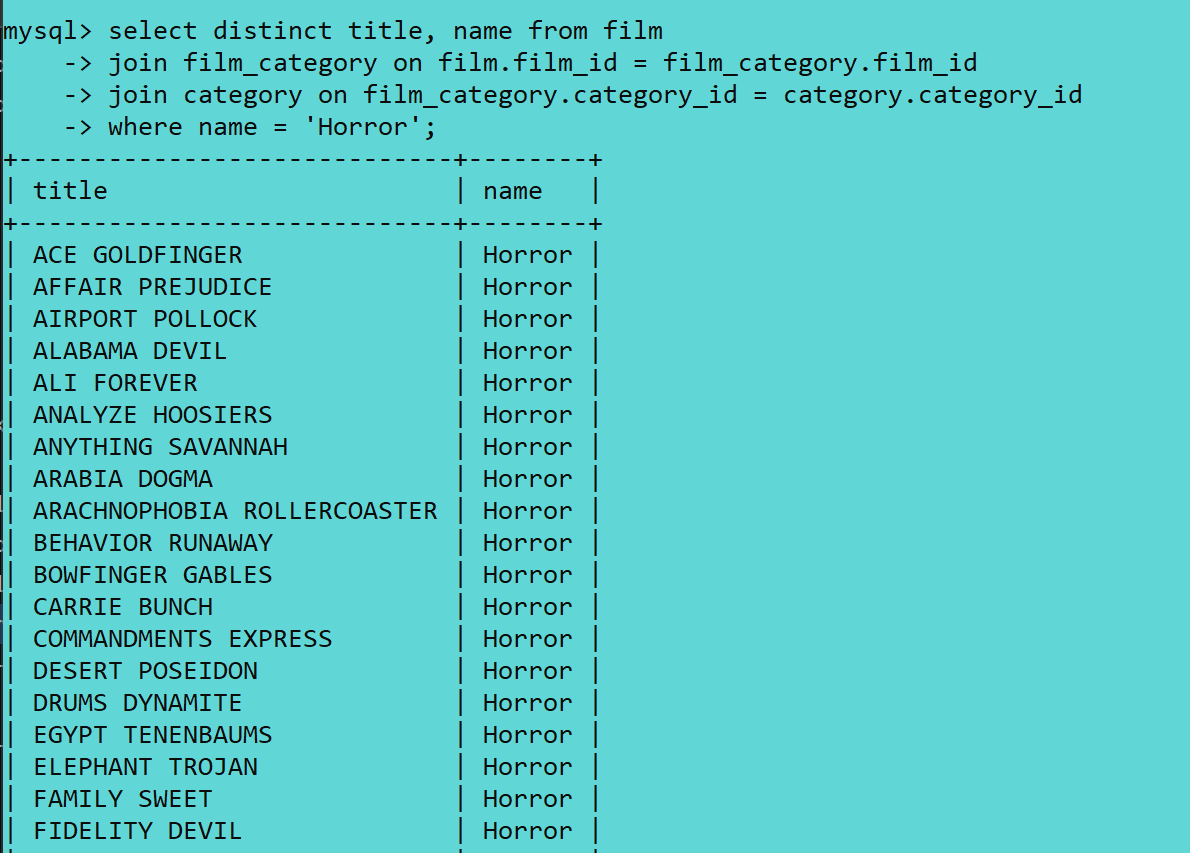 mysql> select distinct title, name from film
    -> join film_category on film.film_id = film_category.film_id
    -> join category on film_category.category_id = category.category_id
    -> where name = 'Horror';
+-----------------------------+--------+
| title                       | name   |
+-----------------------------+--------+
| ACE GOLDFINGER              | Horror |
| AFFAIR PREJUDICE            | Horror |
| AIRPORT POLLOCK             | Horror |
| ALABAMA DEVIL               | Horror |
| ALI FOREVER                 | Horror |
| ANALYZE HOOSIERS            | Horror |
| ANYTHING SAVANNAH           | Horror |
| ARABIA DOGMA                | Horror |
| ARACHNOPHOBIA ROLLERCOASTER | Horror |
| BEHAVIOR RUNAWAY            | Horror |
| BOWFINGER GABLES            | Horror |
| CARRIE BUNCH                | Horror |
| COMMANDMENTS EXPRESS        | Horror |
| DESERT POSEIDON             | Horror |
| DRUMS DYNAMITE              | Horror |
| EGYPT TENENBAUMS            | Horror |
| ELEPHANT TROJAN             | Horror |
| FAMILY SWEET                | Horror |
| FIDELITY DEVIL              | Horror |